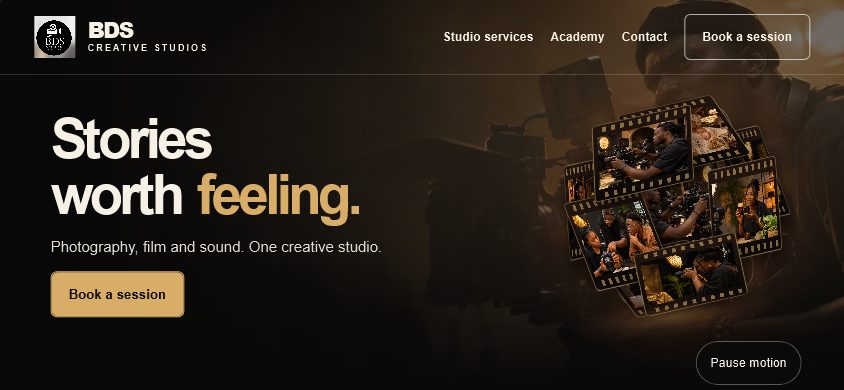 BDS
BDS
CREATIVE STUDIOS
Studio services
Academy
Contact
Book a session
Stories
worth feeling.
Photography, film and sound. One creative studio.
Book a session
Pause motion